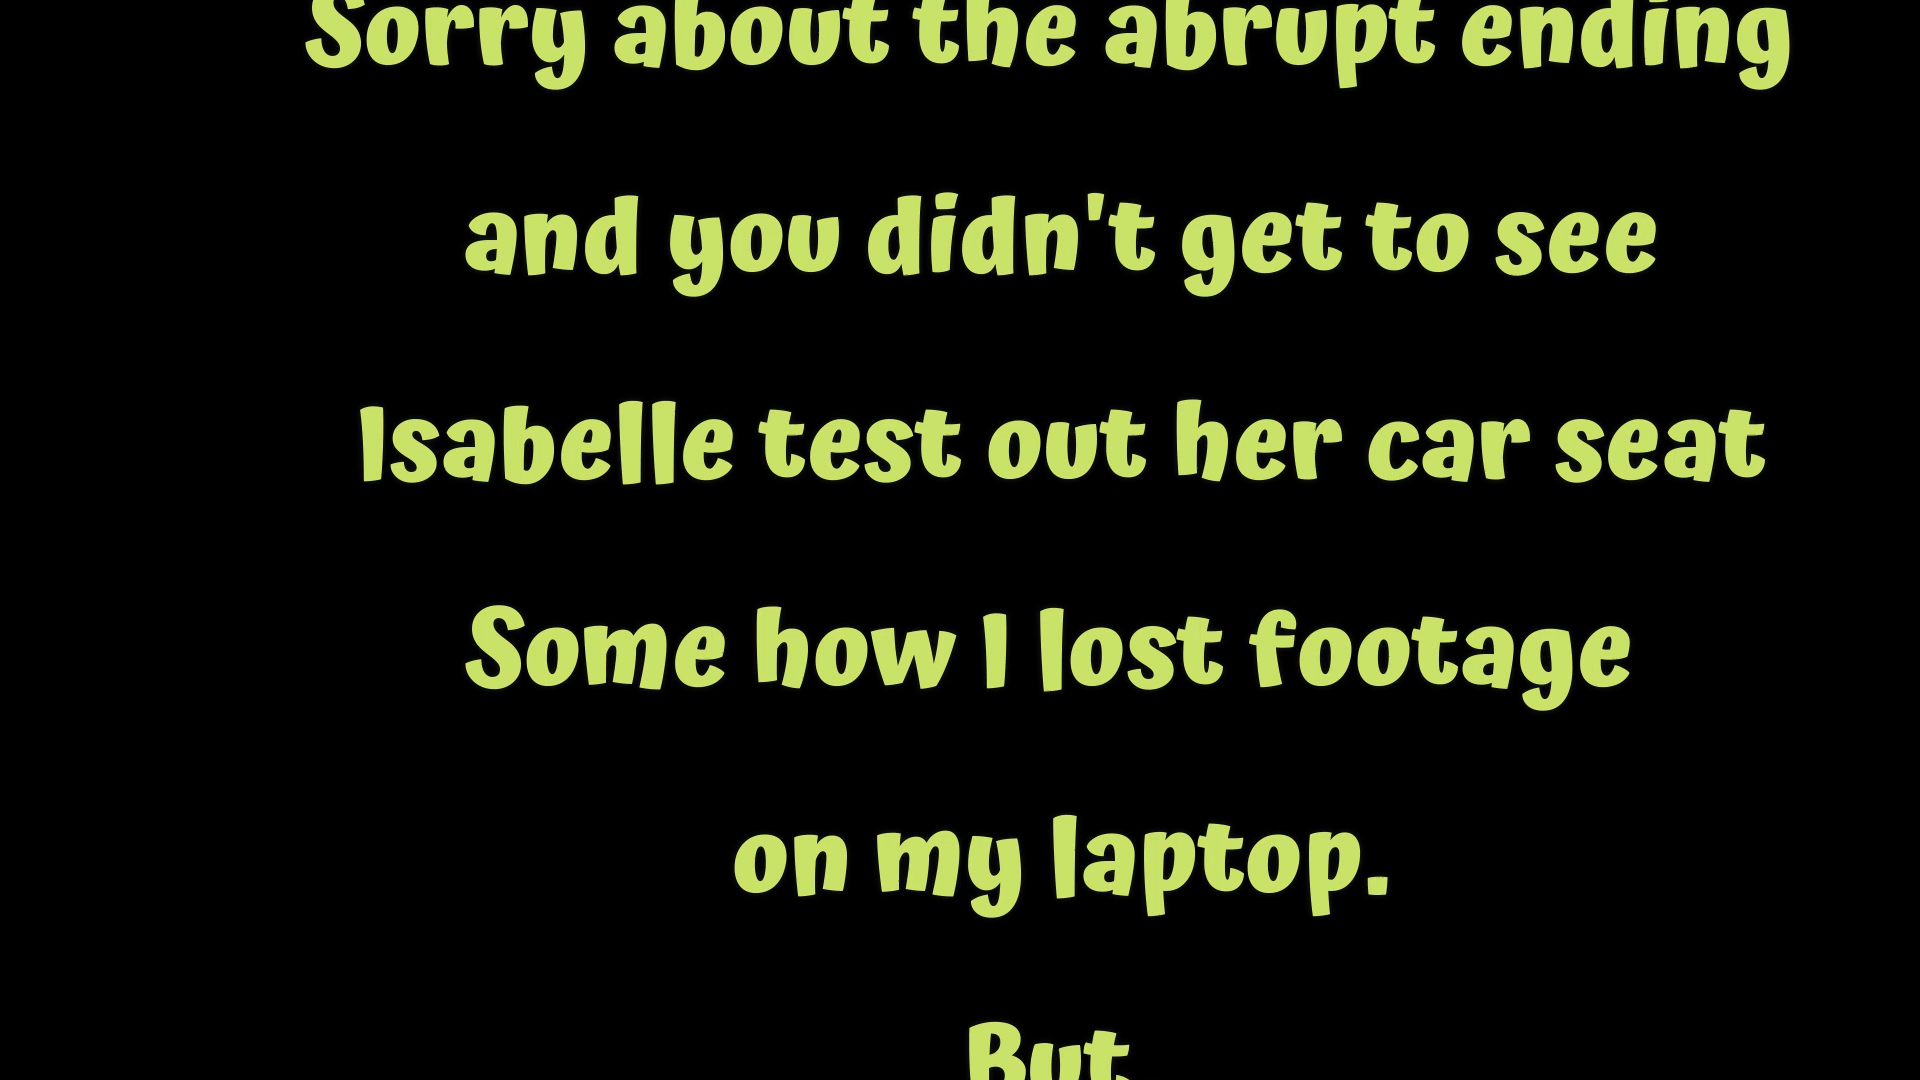 Sorry about the abrupt ending
and you didn't get to see
Isabelle test out her car seat
Some how I lost footage
on my laptop.
But